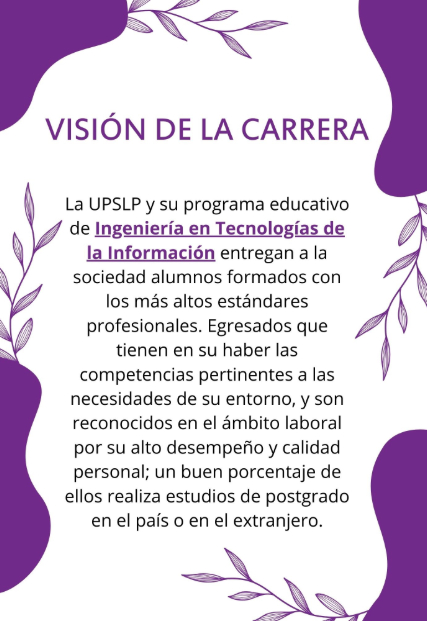 VISIÓN DE LA CARRERA
La UPSLP y su programa educativo
de Ingeniería en Tecnologías de
la Información entregan a la
sociedad alumnos formados con
los más altos estándares
profesionales. Egresados que
tienen en su haber las
competencias pertinentes a las
necesidades de su entorno, y son
reconocidos en el ámbito laboral
por su alto desempeño y calidad
personal; un buen porcentaje de
ellos realiza estudios de postgrado
en el país o en el extranjero.